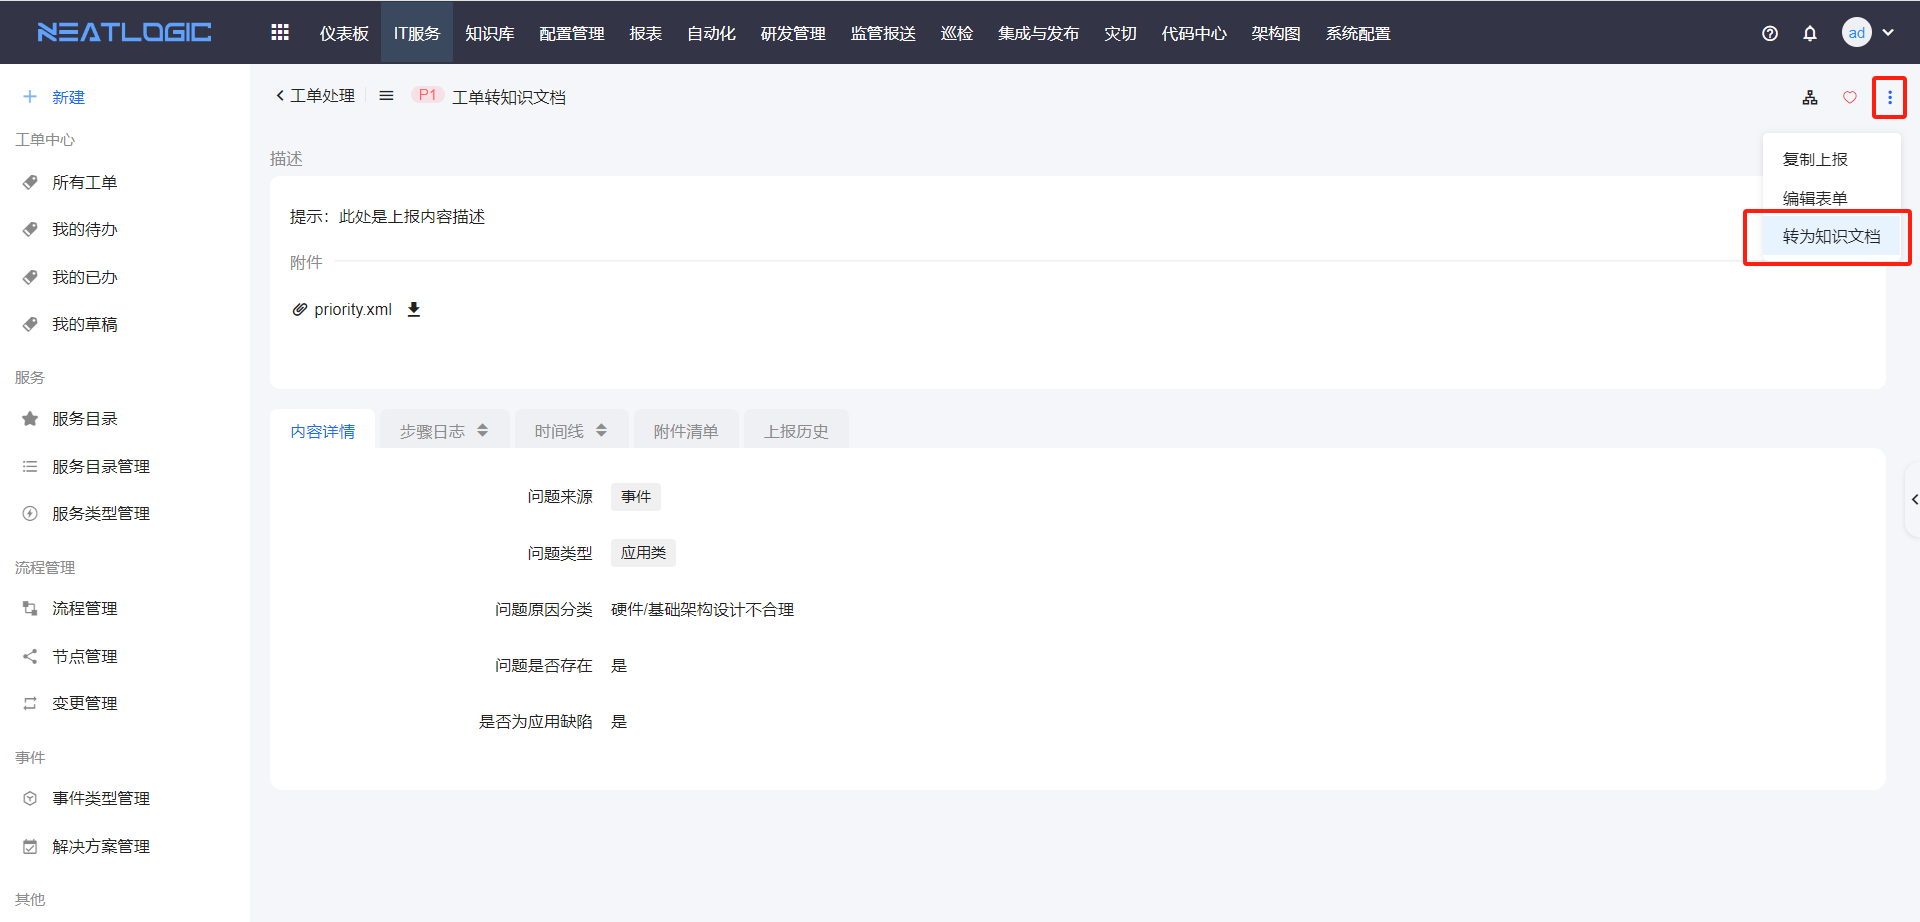 NEATLOGIC 仪表板 IT服务 知识库 配置管理 报表 自动化 研发管理 监管报送 巡检 集成与发布 灾切 代码中心 架构图 系统配置 ad
新建
工单中心
所有工单
我的待办
我的已办
我的草稿
服务
服务目录
服务目录管理
服务类型管理
流程管理
流程管理
节点管理
变更管理
事件
事件类型管理
解决方案管理
其他
工单处理 P1 工单转知识文档
复制上报
编辑表单
转为知识文档
描述
提示：此处是上报内容描述
附件
priority.xml
内容详情 步骤日志 时间线 附件清单 上报历史
问题来源 事件
问题类型 应用类
问题原因分类 硬件/基础架构设计不合理
问题是否存在 是
是否为应用缺陷 是